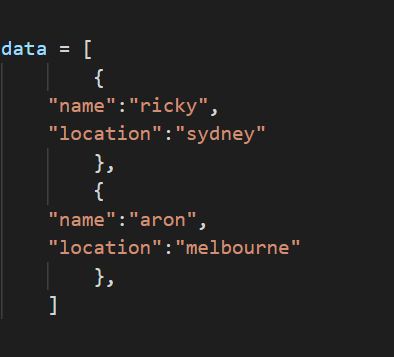 data = [
{
"name":"ricky",
"location":"sydney"
},
{
"name":"aron",
"location":"melbourne"
},
]